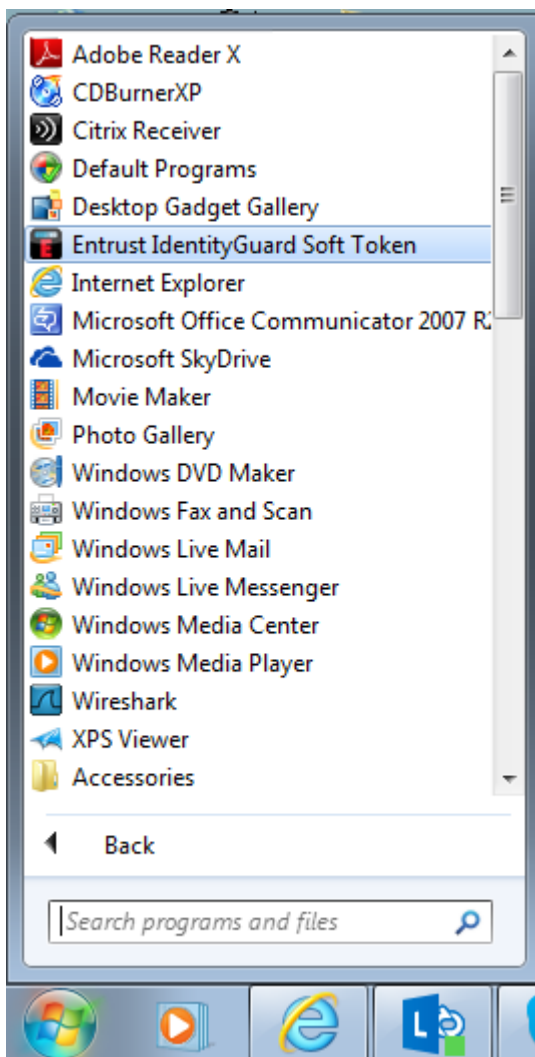 Adobe Reader X
CDBurnerXP
Citrix Receiver
Default Programs
Desktop Gadget Gallery
Entrust IdentityGuard Soft Token
Internet Explorer
Microsoft Office Communicator 2007 R2
Microsoft SkyDrive
Movie Maker
Photo Gallery
Windows DVD Maker
Windows Fax and Scan
Windows Live Mail
Windows Live Messenger
Windows Media Center
Windows Media Player
Wireshark
XPS Viewer
Accessories
Back
Search programs and files
L